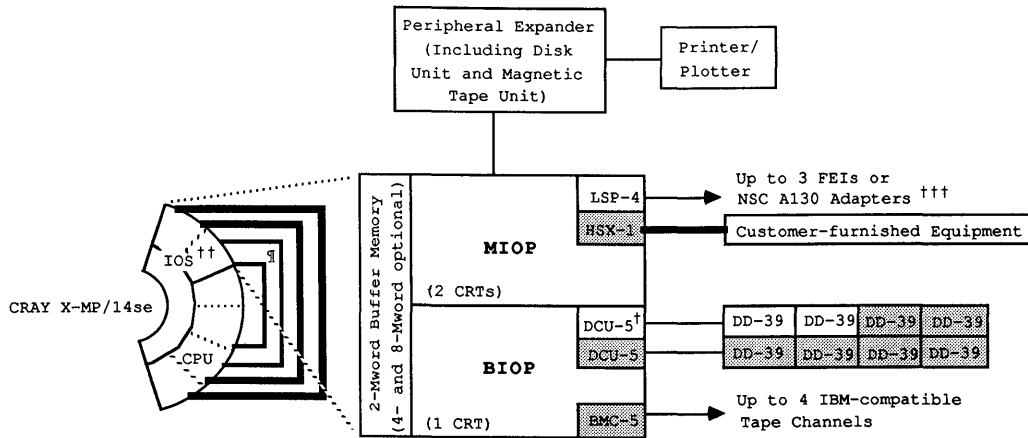 Peripheral Expander
(Including Disk
Unit and Magnetic
Tape Unit)
Printer/
Plotter
2-Mword Buffer Memory
(4- and 8-Mword optional)
MIOP
(2 CRTs)
LSP-4
HSX-1
Up to 3 FEIs or
NSC A130 Adapters †††
Customer-furnished Equipment
IOS ††
¶
CRAY X-MP/14se
CPU
BIOP
(1 CRT)
DCU-5†
DD-39 DD-39 DD-39 DD-39
DCU-5
DD-39 DD-39 DD-39 DD-39
BMC-5
Up to 4 IBM-compatible
Tape Channels